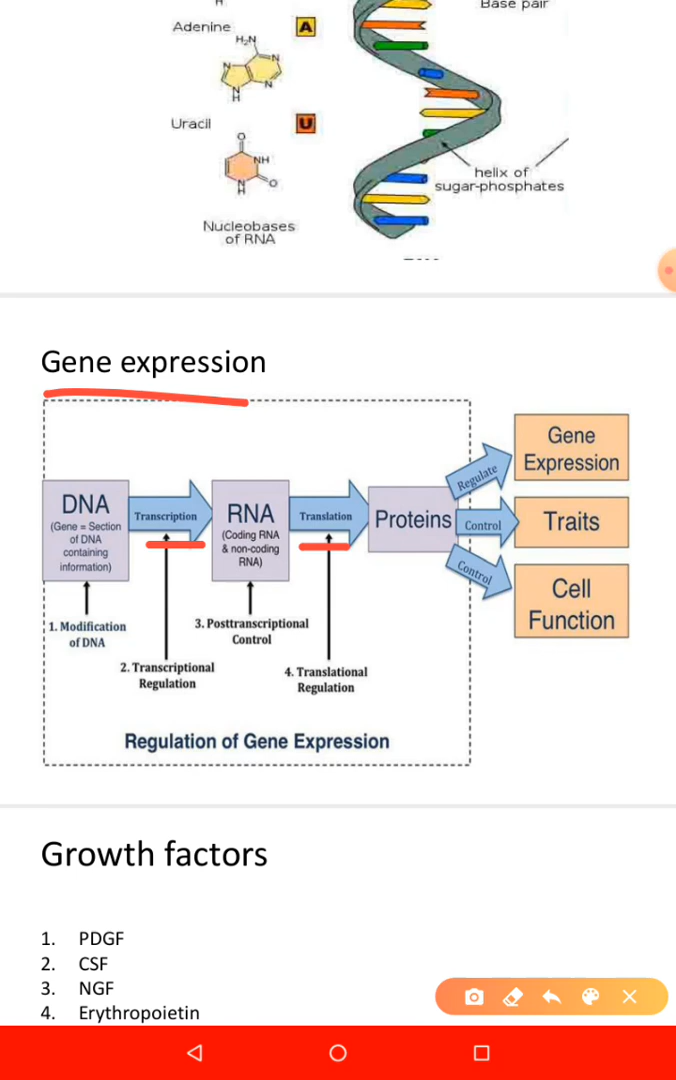 Base pair
Adenine
A
H₂N
N
N
N
N
H
Uracil
U
O
NH
O
N
H
helix of
sugar-phosphates
Nucleobases
of RNA
Gene expression
DNA
(Gene = Section
of DNA
containing
information)
Transcription
RNA
(Coding RNA
& non-coding
RNA)
Translation
Proteins
Regulate
Control
Control
Gene
Expression
Traits
Cell
Function
1. Modification
of DNA
2. Transcriptional
Regulation
3. Posttranscriptional
Control
4. Translational
Regulation
Regulation of Gene Expression
Growth factors
1. PDGF
2. CSF
3. NGF
4. Erythropoietin